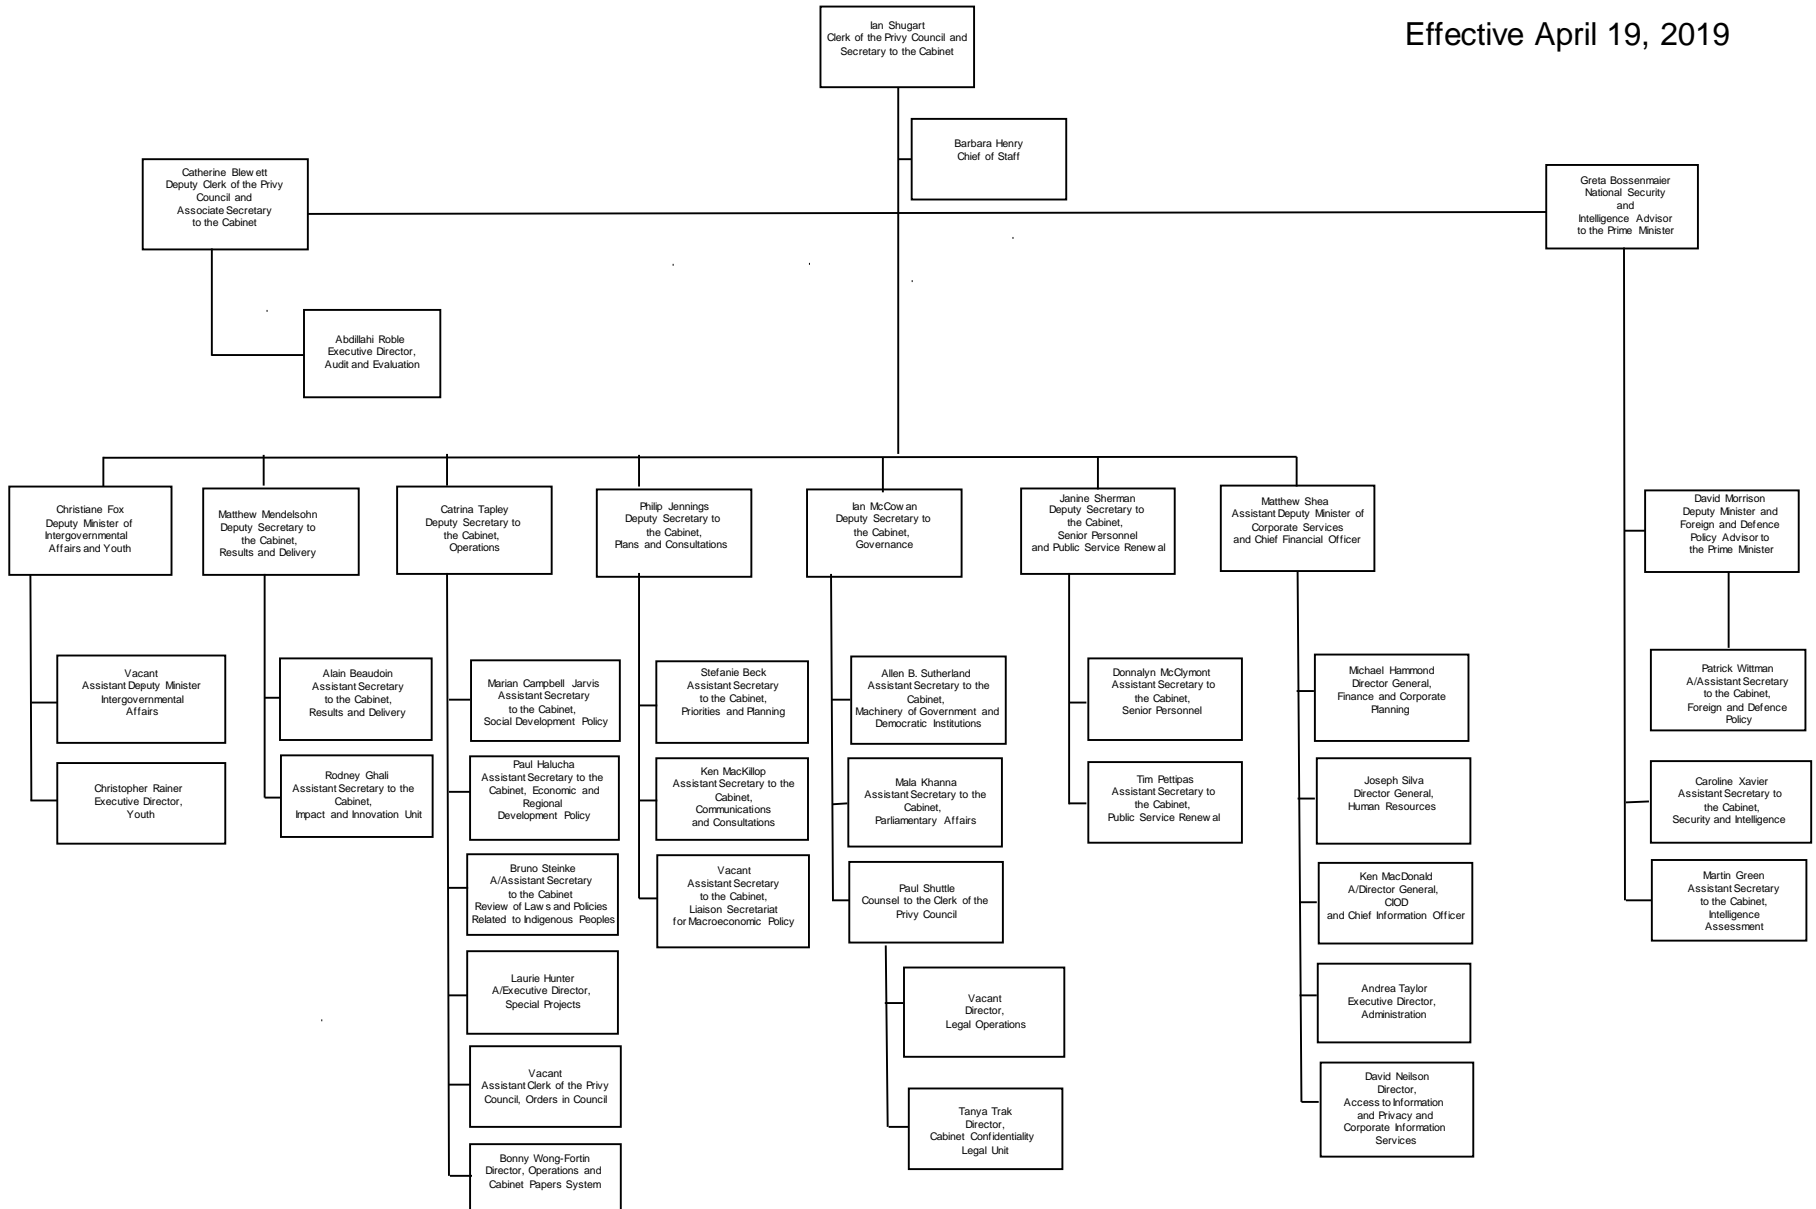 Effective April 19, 2019
Ian Shugart
Clerk of the Privy Council and
Secretary to the Cabinet
Barbara Henry
Chief of Staff
Catherine Blewett
Deputy Clerk of the Privy
Council and
Associate Secretary
to the Cabinet
Greta Bossenmaier
National Security
and
Intelligence Advisor
to the Prime Minister
Abdillahi Roble
Executive Director,
Audit and Evaluation
Christiane Fox
Deputy Minister of
Intergovernmental
Affairs and Youth
Matthew Mendelsohn
Deputy Secretary to
the Cabinet,
Results and Delivery
Catrina Tapley
Deputy Secretary to
the Cabinet,
Operations
Philip Jennings
Deputy Secretary to
the Cabinet,
Plans and Consultations
Ian McCowan
Deputy Secretary to
the Cabinet,
Governance
Janine Sherman
Deputy Secretary to
the Cabinet,
Senior Personnel
and Public Service Renewal
Matthew Shea
Assistant Deputy Minister of
Corporate Services
and Chief Financial Officer
David Morrison
Deputy Minister and
Foreign and Defence
Policy Advisor to
the Prime Minister
Vacant
Assistant Deputy Minister
Intergovernmental
Affairs
Christopher Rainer
Executive Director,
Youth
Alain Beaudoin
Assistant Secretary
to the Cabinet,
Results and Delivery
Rodney Ghali
Assistant Secretary to the
Cabinet,
Impact and Innovation Unit
Marian Campbell Jarvis
Assistant Secretary
to the Cabinet,
Social Development Policy
Paul Halucha
Assistant Secretary to the
Cabinet, Economic and
Regional
Development Policy
Bruno Steinke
A/Assistant Secretary
to the Cabinet
Review of Laws and Policies
Related to Indigenous Peoples
Laurie Hunter
A/Executive Director,
Special Projects
Vacant
Assistant Clerk of the Privy
Council, Orders in Council
Bonny Wong-Fortin
Director, Operations and
Cabinet Papers System
Stefanie Beck
Assistant Secretary
to the Cabinet,
Priorities and Planning
Ken MacKillop
Assistant Secretary to the
Cabinet,
Communications
and Consultations
Vacant
Assistant Secretary
to the Cabinet,
Liaison Secretariat
for Macroeconomic Policy
Allen B. Sutherland
Assistant Secretary to the
Cabinet,
Machinery of Government and
Democratic Institutions
Mala Khanna
Assistant Secretary to the
Cabinet,
Parliamentary Affairs
Paul Shuttle
Counsel to the Clerk of the
Privy Council
Vacant
Director,
Legal Operations
Tanya Trak
Director,
Cabinet Confidentiality
Legal Unit
Donnalyn McClymont
Assistant Secretary to
the Cabinet,
Senior Personnel
Tim Pettipas
Assistant Secretary to
the Cabinet,
Public Service Renewal
Michael Hammond
Director General,
Finance and Corporate
Planning
Joseph Silva
Director General,
Human Resources
Ken MacDonald
A/Director General,
CIOD
and Chief Information Officer
Andrea Taylor
Executive Director,
Administration
David Neilson
Director,
Access to Information
and Privacy and
Corporate Information
Services
Patrick Wittman
A/Assistant Secretary
to the Cabinet,
Foreign and Defence
Policy
Caroline Xavier
Assistant Secretary to
the Cabinet,
Security and Intelligence
Martin Green
Assistant Secretary
to the Cabinet,
Intelligence
Assessment